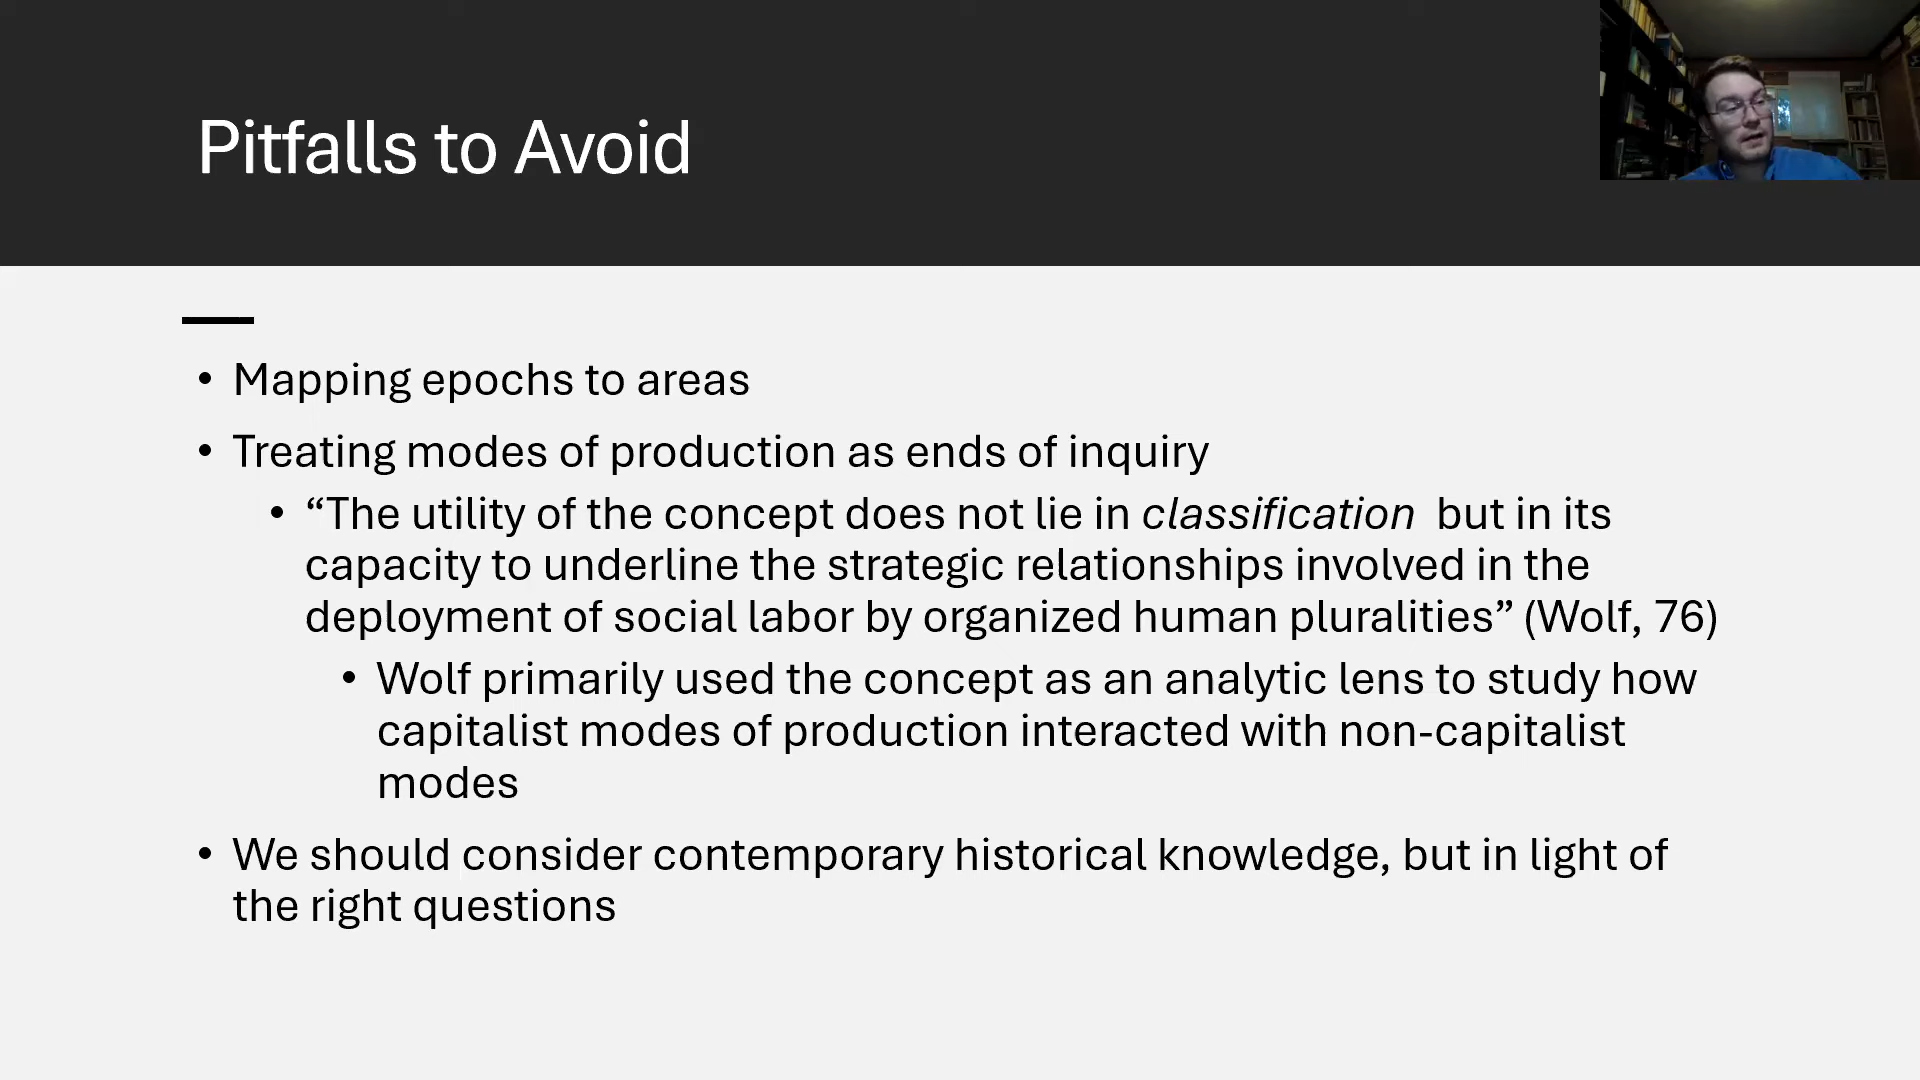 Pitfalls to Avoid
• Mapping epochs to areas
• Treating modes of production as ends of inquiry
• “The utility of the concept does not lie in classification but in its
capacity to underline the strategic relationships involved in the
deployment of social labor by organized human pluralities” (Wolf, 76)
• Wolf primarily used the concept as an analytic lens to study how
capitalist modes of production interacted with non-capitalist
modes
• We should consider contemporary historical knowledge, but in light of
the right questions